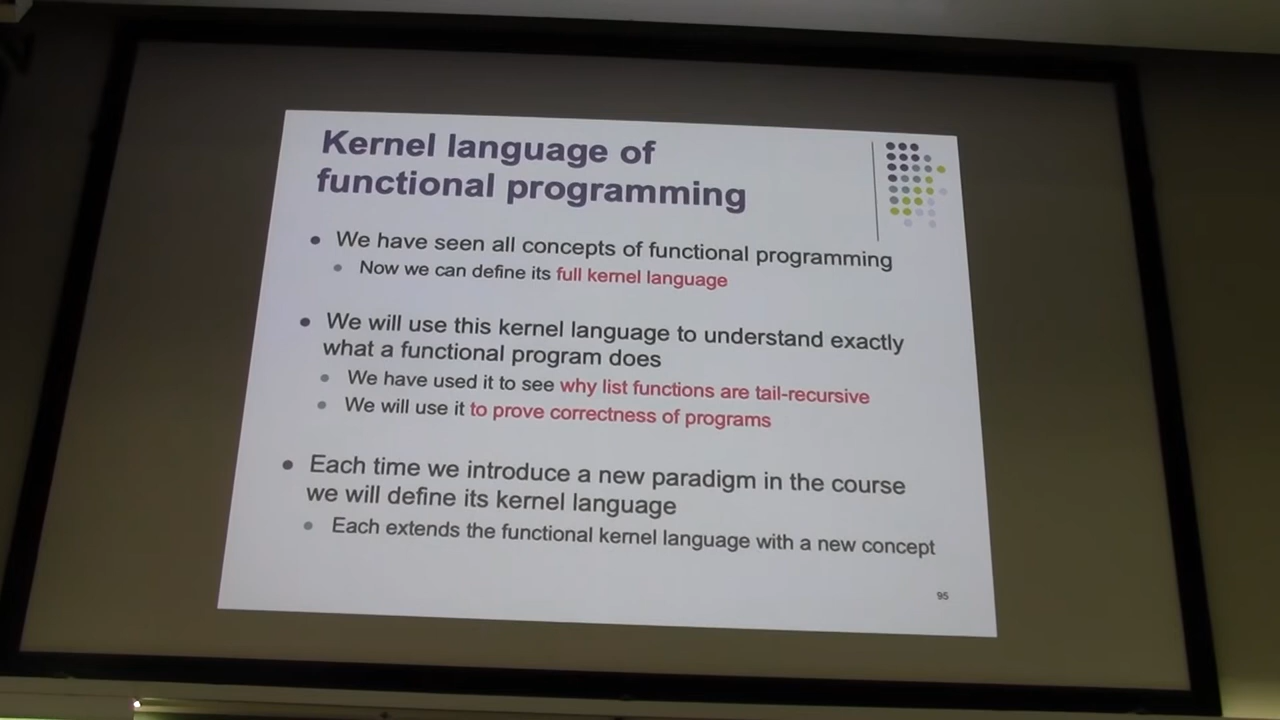 Kernel language of
functional programming
We have seen all concepts of functional programming
Now we can define its full kernel language
We will use this kernel language to understand exactly
what a functional program does
We have used it to see why list functions are tail-recursive
We will use it to prove correctness of programs
Each time we introduce a new paradigm in the course
we will define its kernel language
Each extends the functional kernel language with a new concept
95